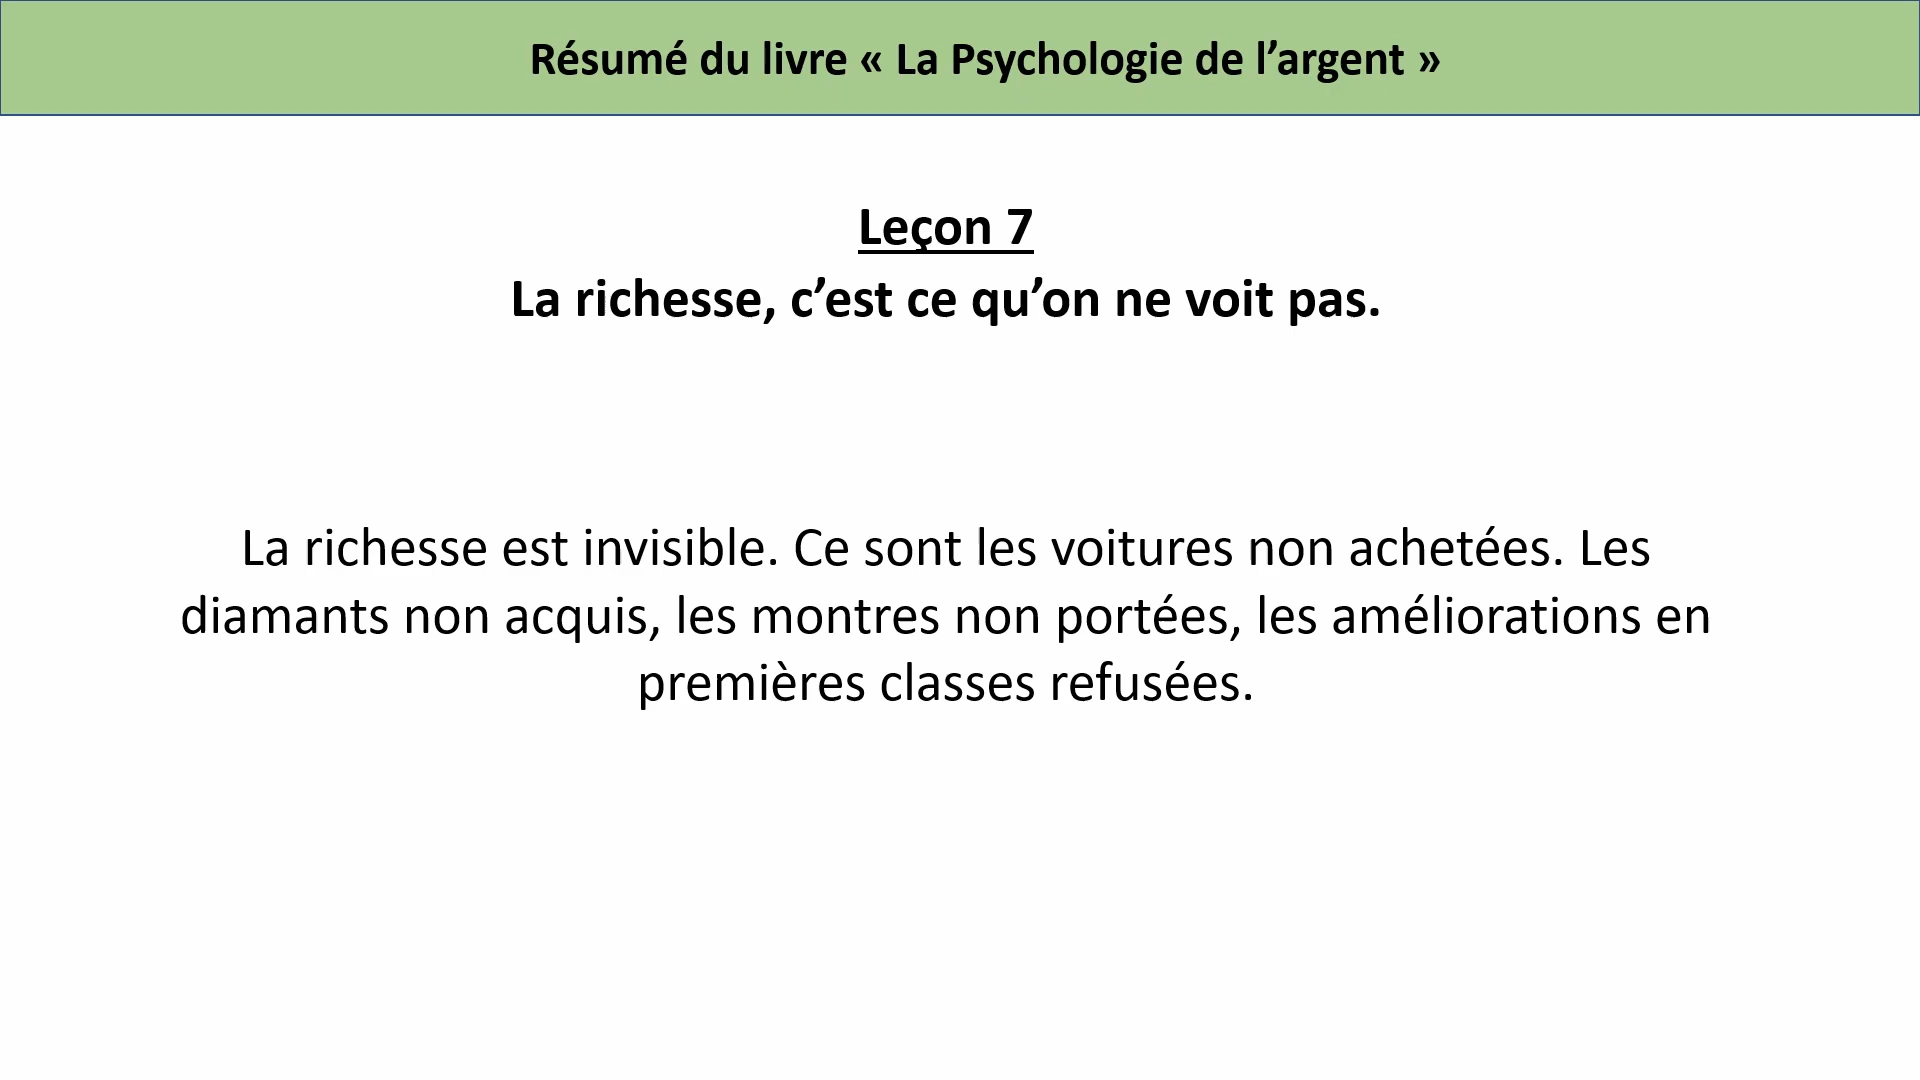 Résumé du livre « La Psychologie de l’argent »
Leçon 7
La richesse, c’est ce qu’on ne voit pas.
La richesse est invisible. Ce sont les voitures non achetées. Les
diamants non acquis, les montres non portées, les améliorations en
premières classes refusées.